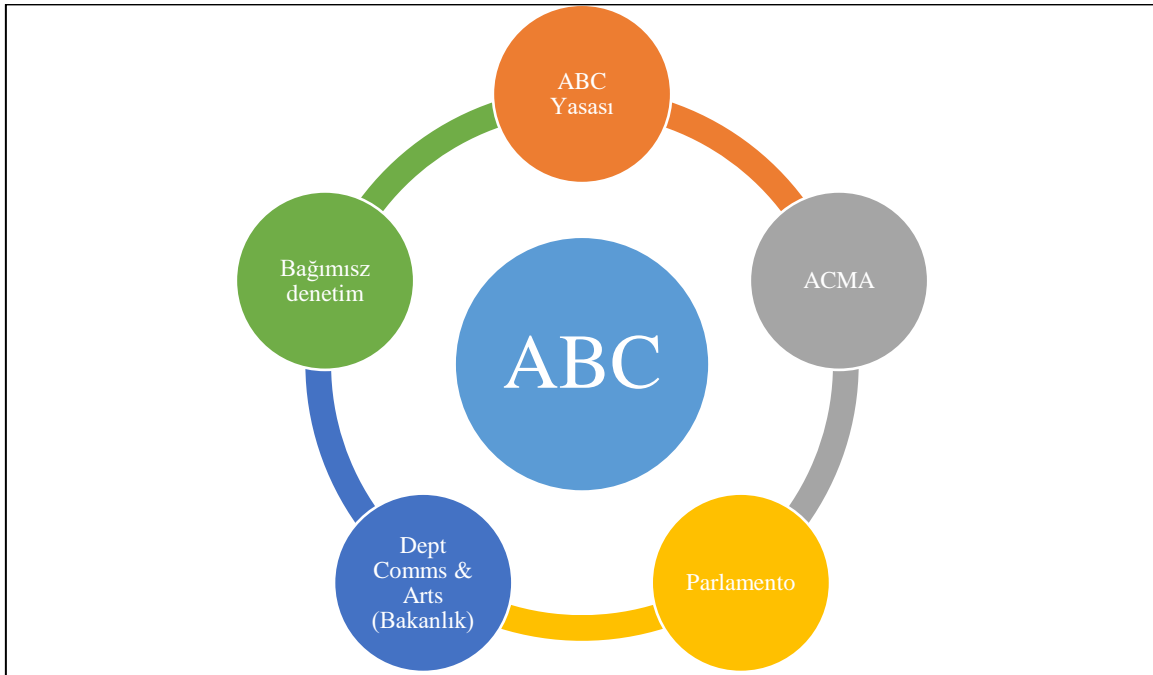 ABC
Yasası
ACMA
Parlamento
Dept
Comms &
Arts
(Bakanlık)
Bağımısz
denetim
ABC